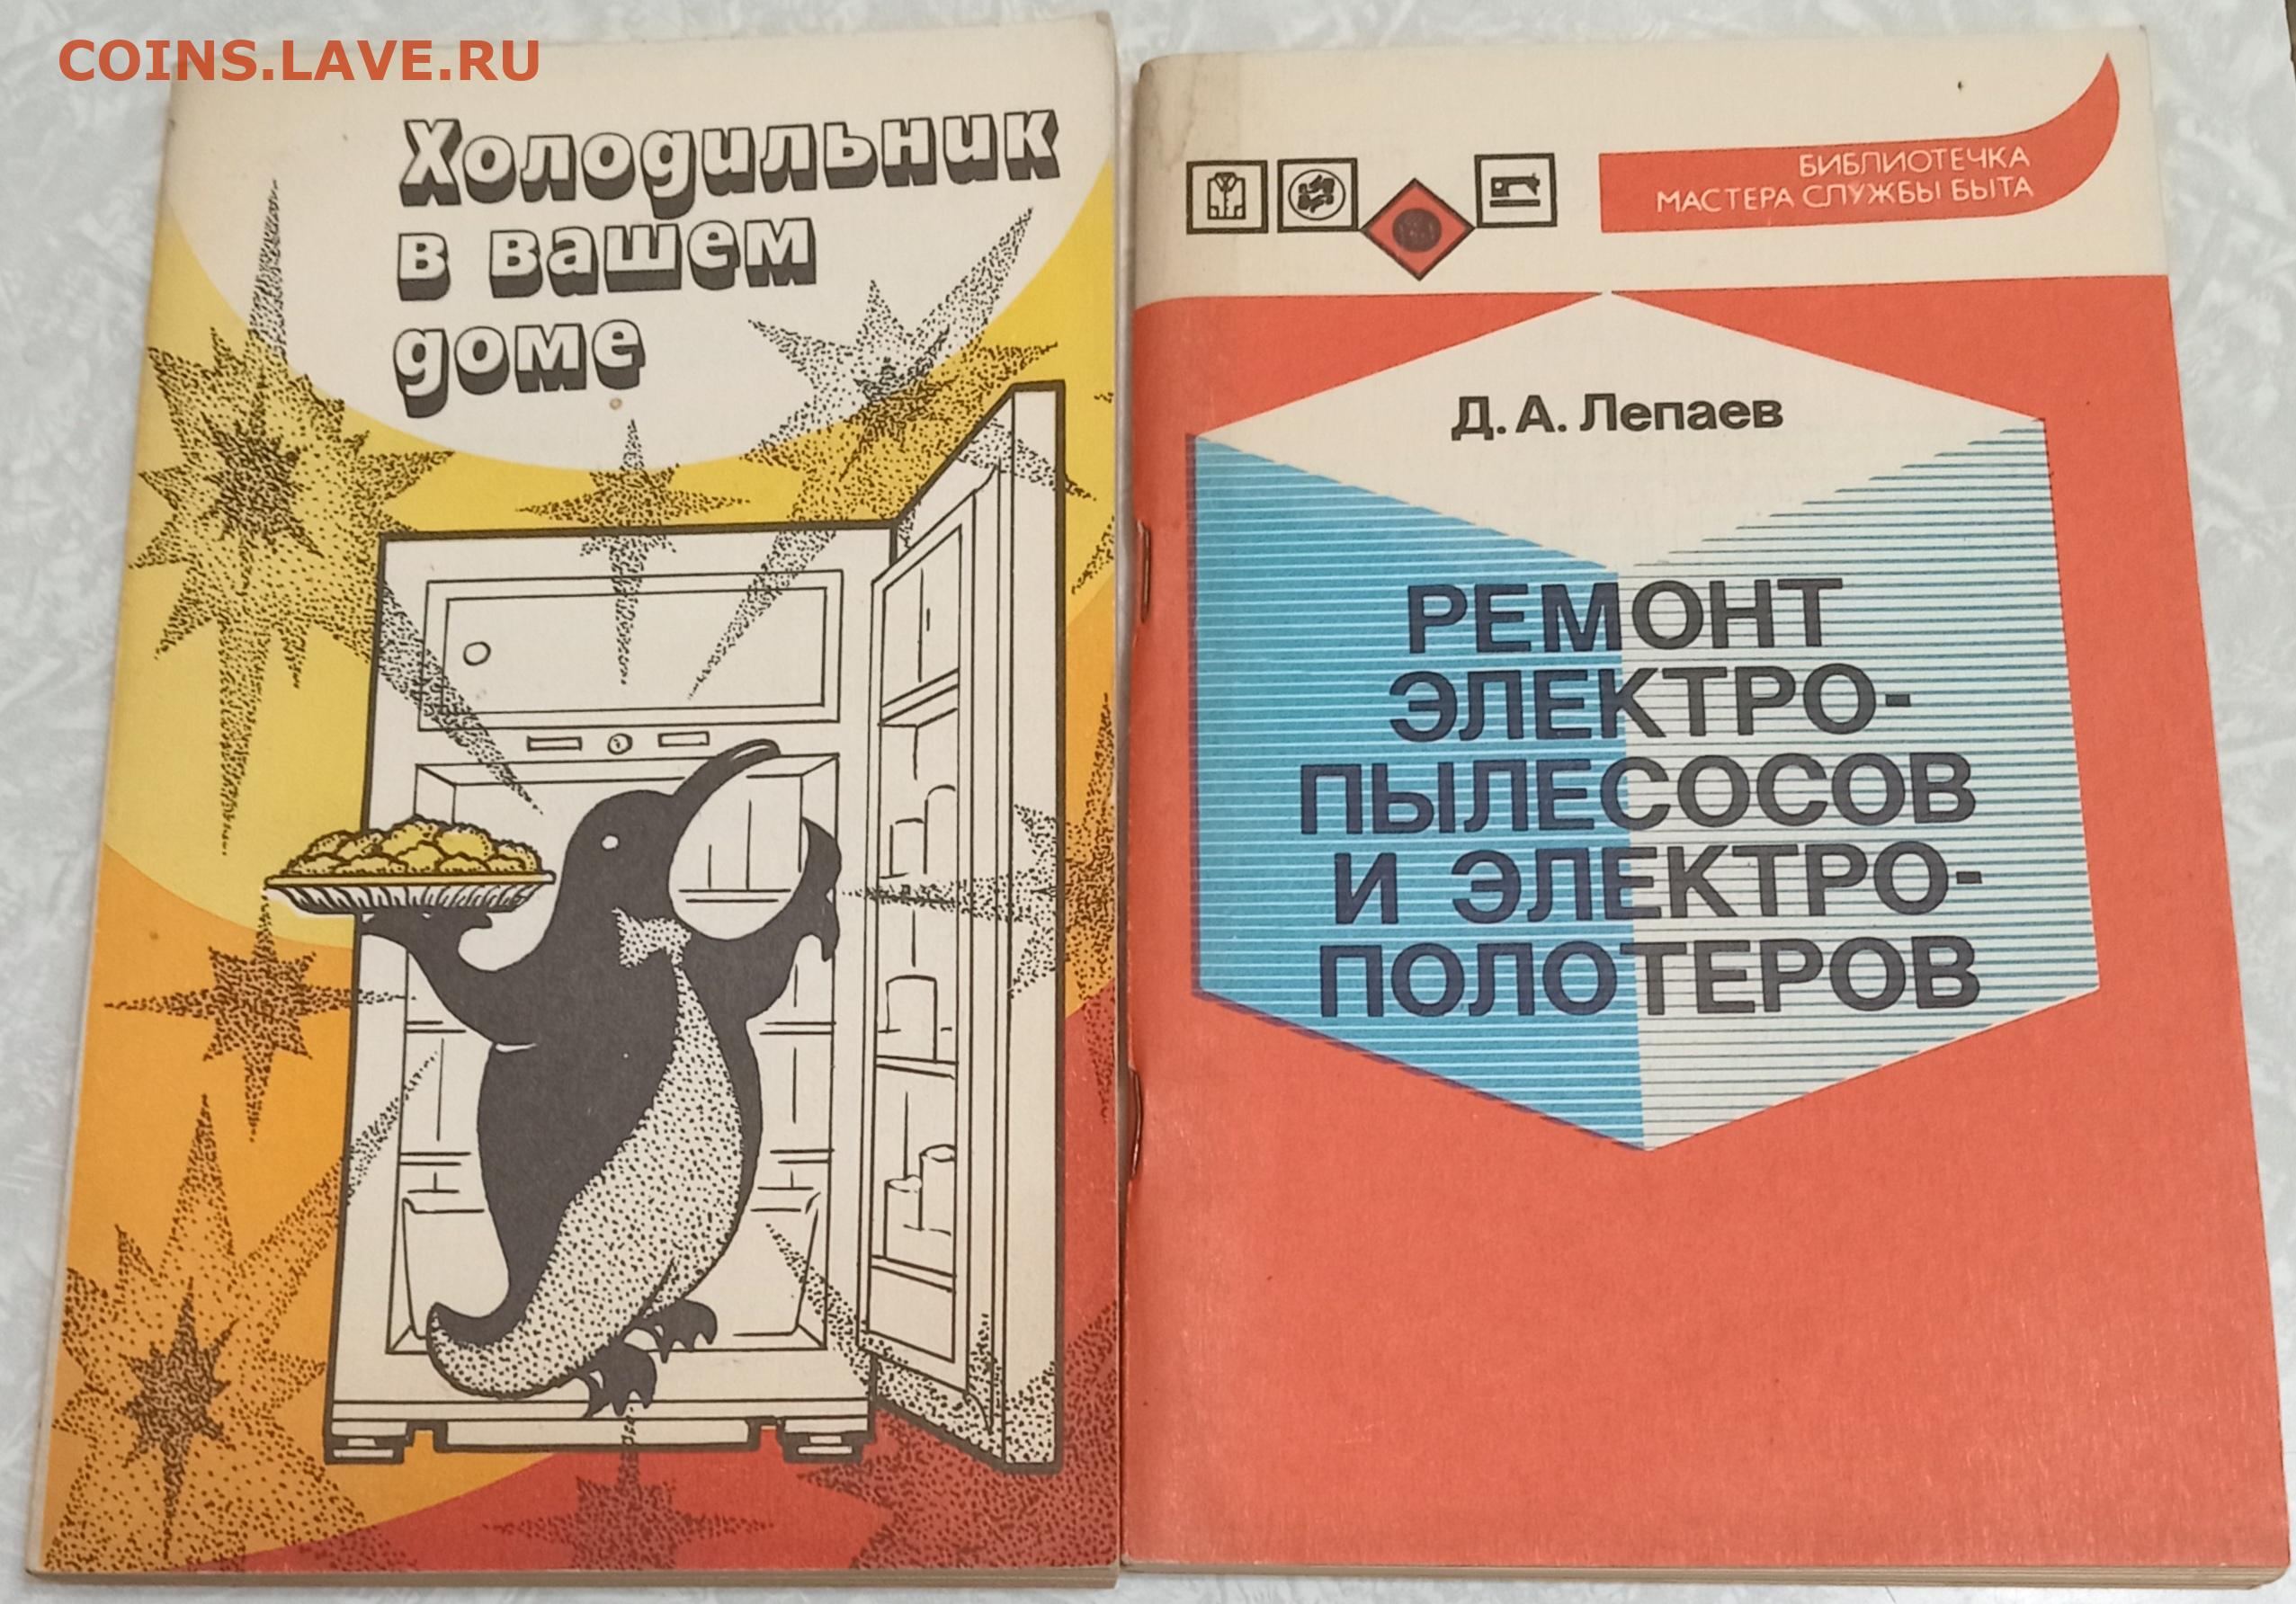 COINS.LAVE.RU
Холодильник
в вашем
доме
БИБЛИОТЕЧКА
МАСТЕРА СЛУЖБЫ БЫТА
Д. А. Лепаев
РЕМОНТ
ЭЛЕКТРО-
ПЫЛЕСОСОВ
И ЭЛЕКТРО-
ПОЛОТЕРОВ